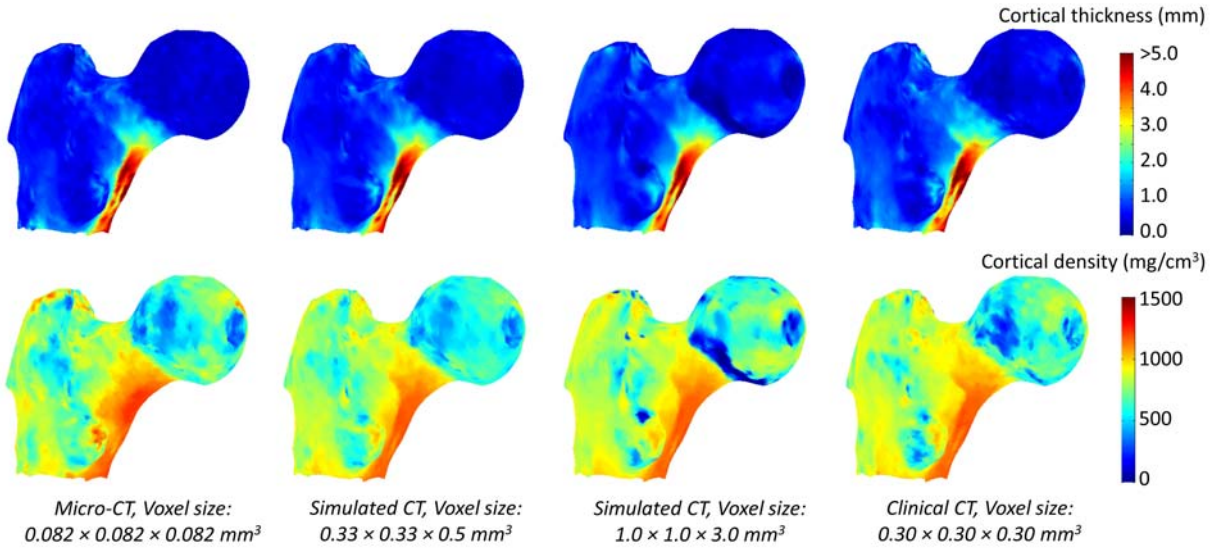 Cortical thickness (mm)
>5.0
4.0
3.0
2.0
1.0
0.0
Cortical density (mg/cm³)
1500
1000
500
0
Micro-CT, Voxel size:
0.082 × 0.082 × 0.082 mm³
Simulated CT, Voxel size:
0.33 × 0.33 × 0.5 mm³
Simulated CT, Voxel size:
1.0 × 1.0 × 3.0 mm³
Clinical CT, Voxel size:
0.30 × 0.30 × 0.30 mm³